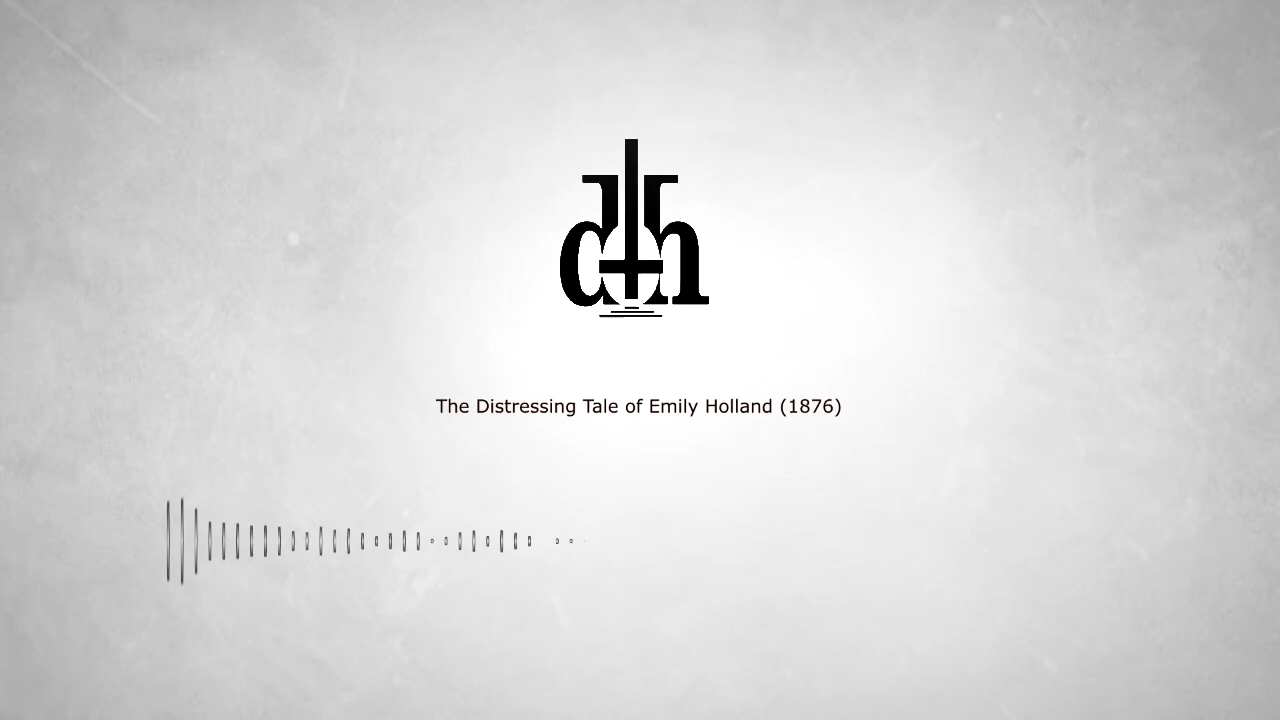 dh
The Distressing Tale of Emily Holland (1876)